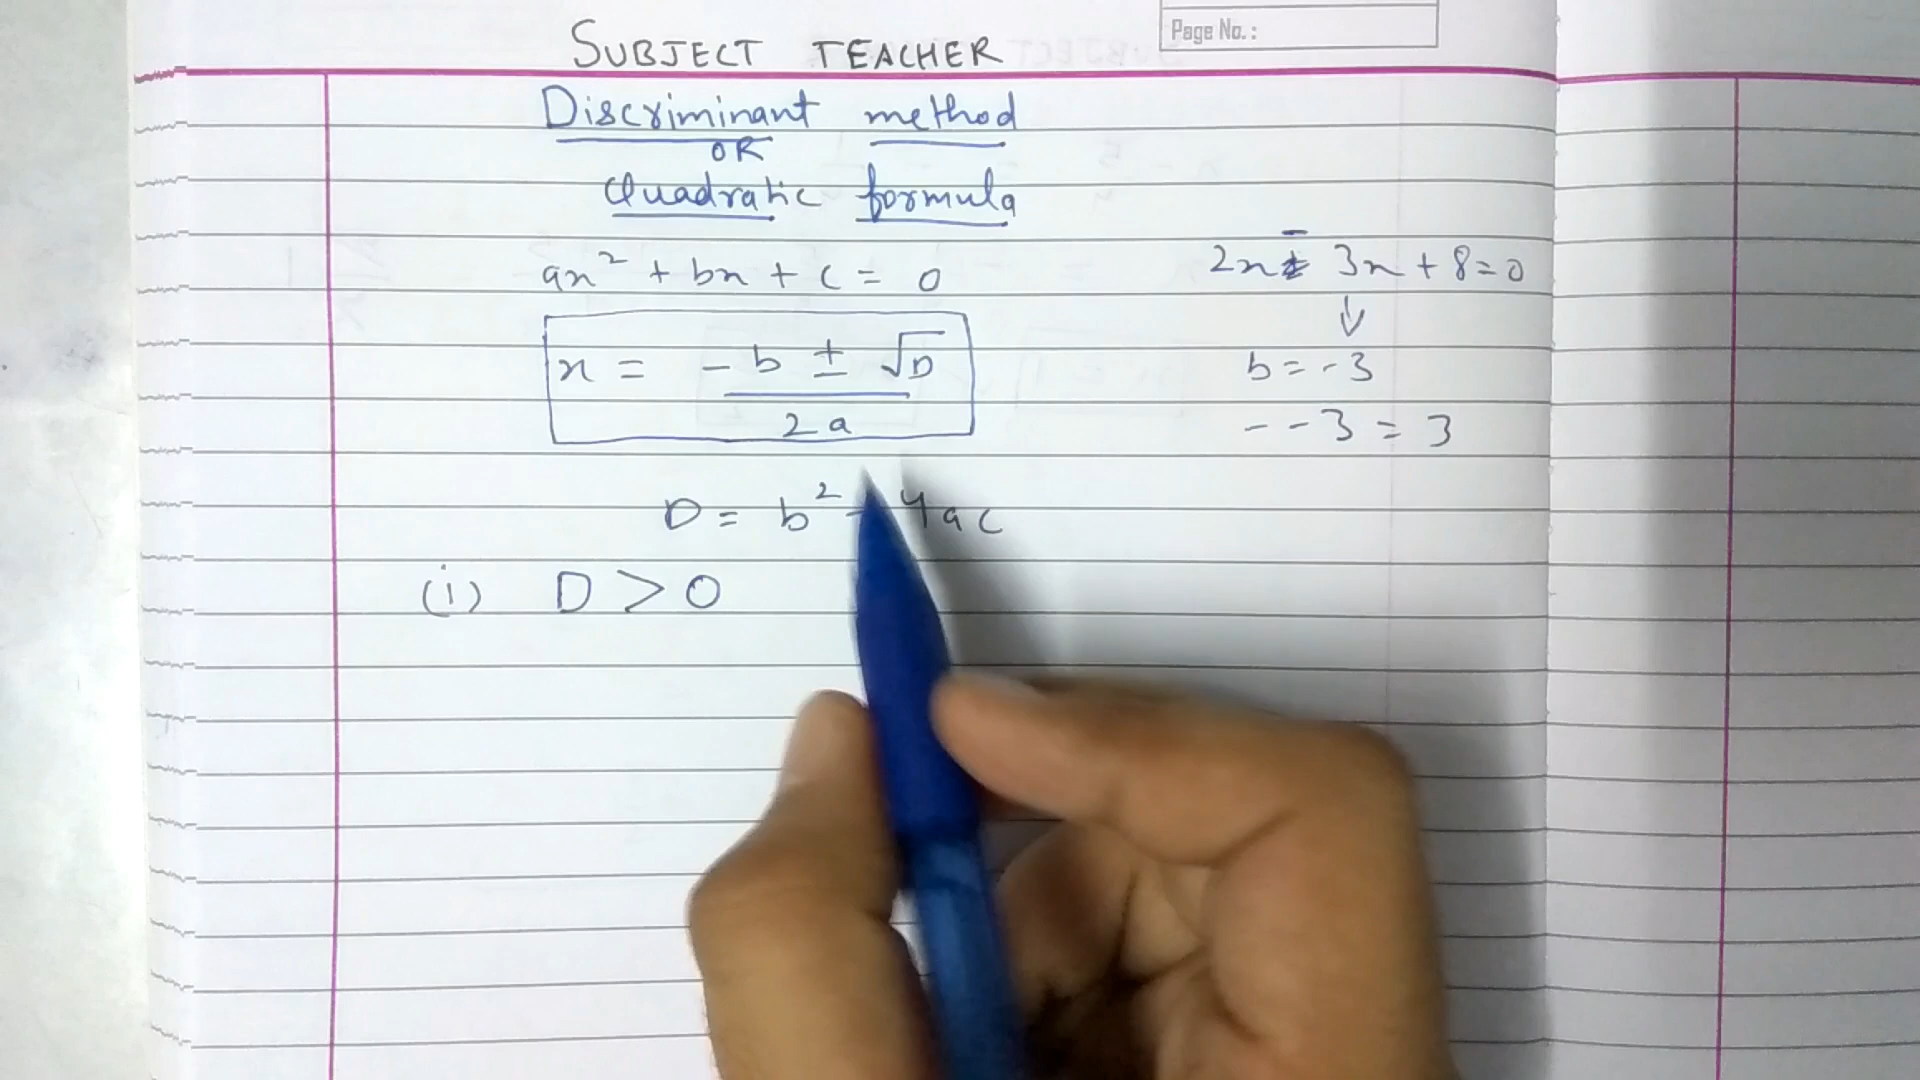 SUBJECT TEACHER
Page No.:
Discriminant method
OR
Quadratic formula
ax² + bx + c = 0
x = -b ± √D / 2a
D = b² - 4ac
(i) D > 0
2x - 3x + 8 = 0
↓
b = -3
- -3 = 3